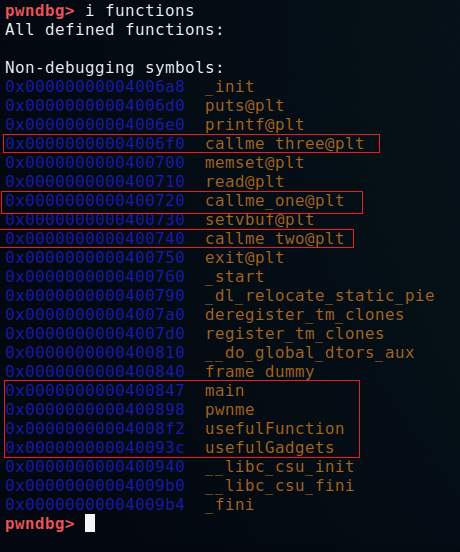 pwndbg> i functions
All defined functions:
Non-debugging symbols:
0x00000000004006a8 _init
0x00000000004006d0 puts@plt
0x00000000004006e0 printf@plt
0x00000000004006f0 callme_three@plt
0x0000000000400700 memset@plt
0x0000000000400710 read@plt
0x0000000000400720 callme_one@plt
0x0000000000400730 setvbuf@plt
0x0000000000400740 callme_two@plt
0x0000000000400750 exit@plt
0x0000000000400760 _start
0x0000000000400790 _dl_relocate_static_pie
0x00000000004007a0 deregister_tm_clones
0x00000000004007d0 register_tm_clones
0x0000000000400810 __do_global_dtors_aux
0x0000000000400840 frame_dummy
0x0000000000400847 main
0x0000000000400898 pwnme
0x00000000004008f2 usefulFunction
0x000000000040093c usefulGadgets
0x0000000000400940 __libc_csu_init
0x00000000004009b0 __libc_csu_fini
0x00000000004009b4 _fini
pwndbg>